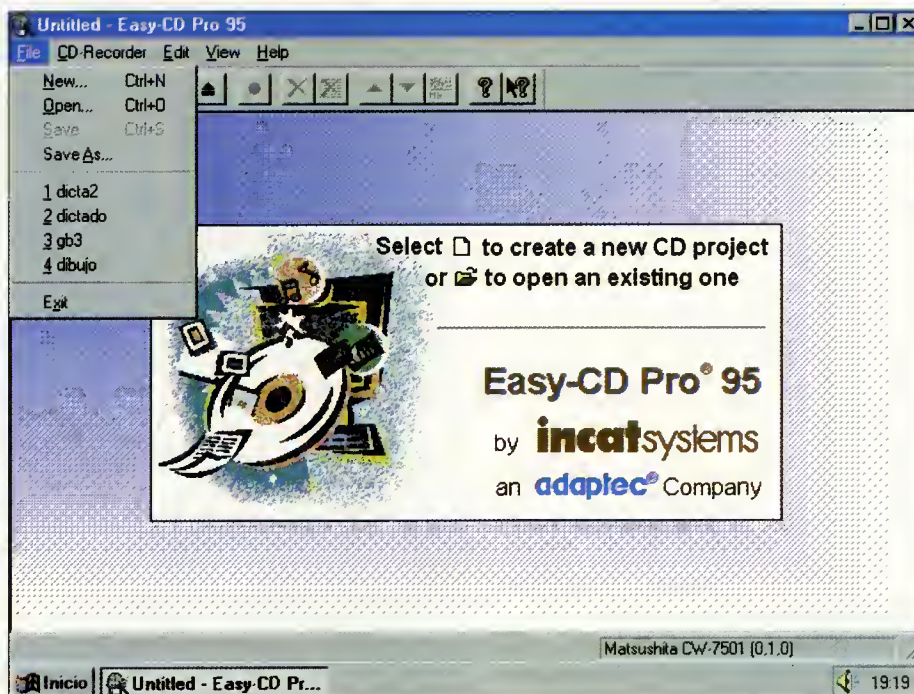 Untitled - Easy-CD Pro 95
File CD-Recorder Edit View Help
New... Ctrl+N
Open... Ctrl+O
Save Ctrl+S
Save As...
1 dicta2
2 dictado
3 gb3
4 dibujo
Exit
Select to create a new CD project
or to open an existing one
Easy-CD Pro® 95
by incatsystems
an adaptec® Company
Matsushita CW-7501 (0,1,0)
Inicio Untitled - Easy-CD Pr... 19:19